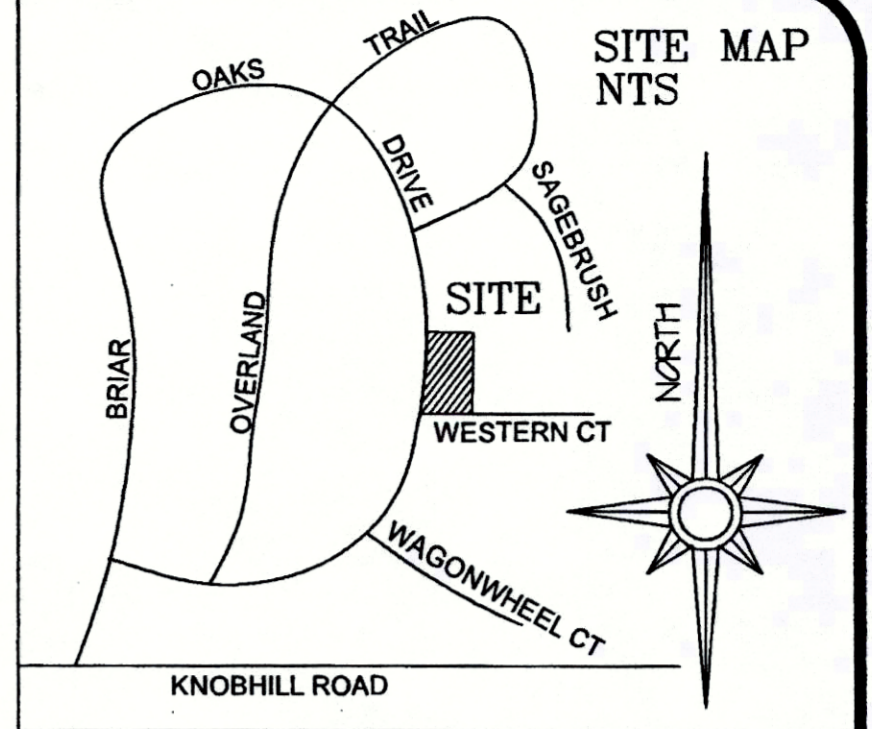 SITE MAP
NTS
TRAIL
OAKS
DRIVE
SAGEBRUSH
SITE
OVERLAND
BRIAR
NORTH
WESTERN CT
WAGONWHEEL CT
KNOBHILL ROAD